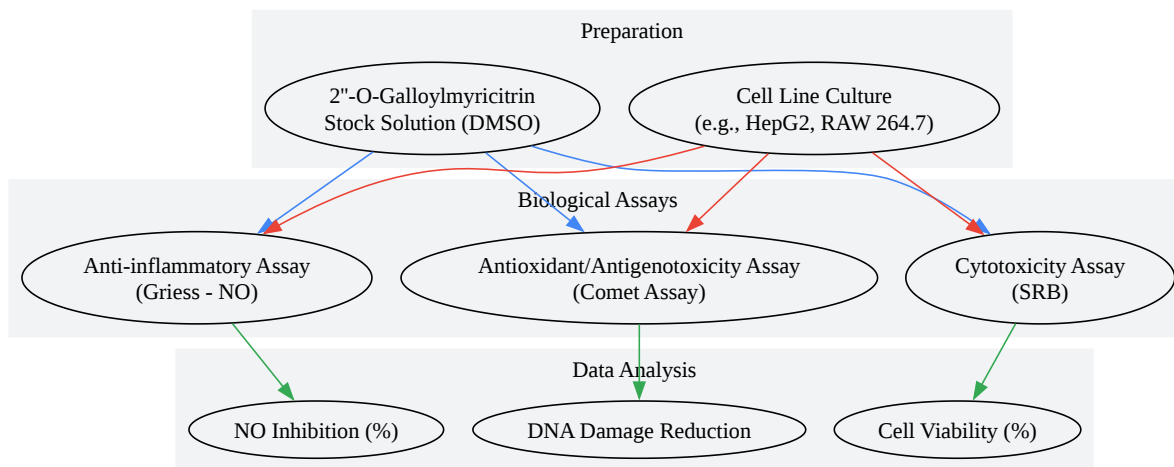 Preparation
2"-O-Galloylmyricitrin
Stock Solution (DMSO)
Cell Line Culture
(e.g., HepG2, RAW 264.7)
Biological Assays
Anti-inflammatory Assay
(Griess - NO)
Antioxidant/Antigenotoxicity Assay
(Comet Assay)
Cytotoxicity Assay
(SRB)
Data Analysis
NO Inhibition (%)
DNA Damage Reduction
Cell Viability (%)